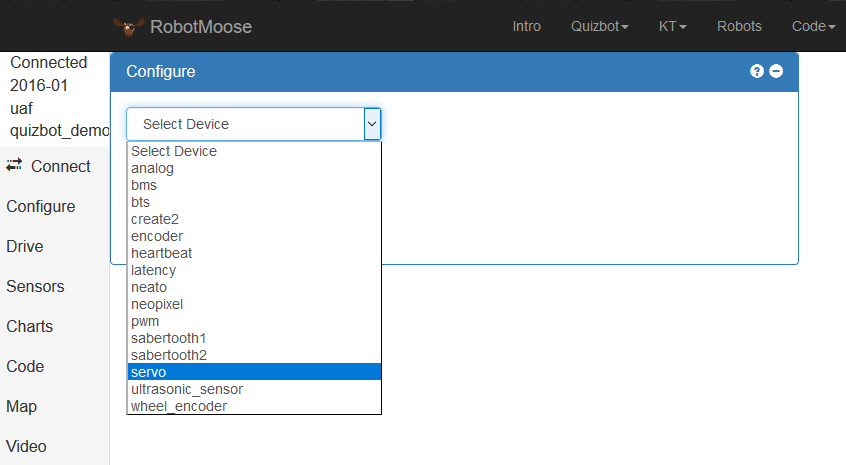 RobotMoose
Intro
Quizbot
KT
Robots
Code
Connected
2016-01
uaf
quizbot_demo
Connect
Configure
Drive
Sensors
Charts
Code
Map
Video
Configure
Select Device
Select Device
analog
bms
bts
create2
encoder
heartbeat
latency
neato
neopixel
pwm
sabertooth1
sabertooth2
servo
ultrasonic_sensor
wheel_encoder